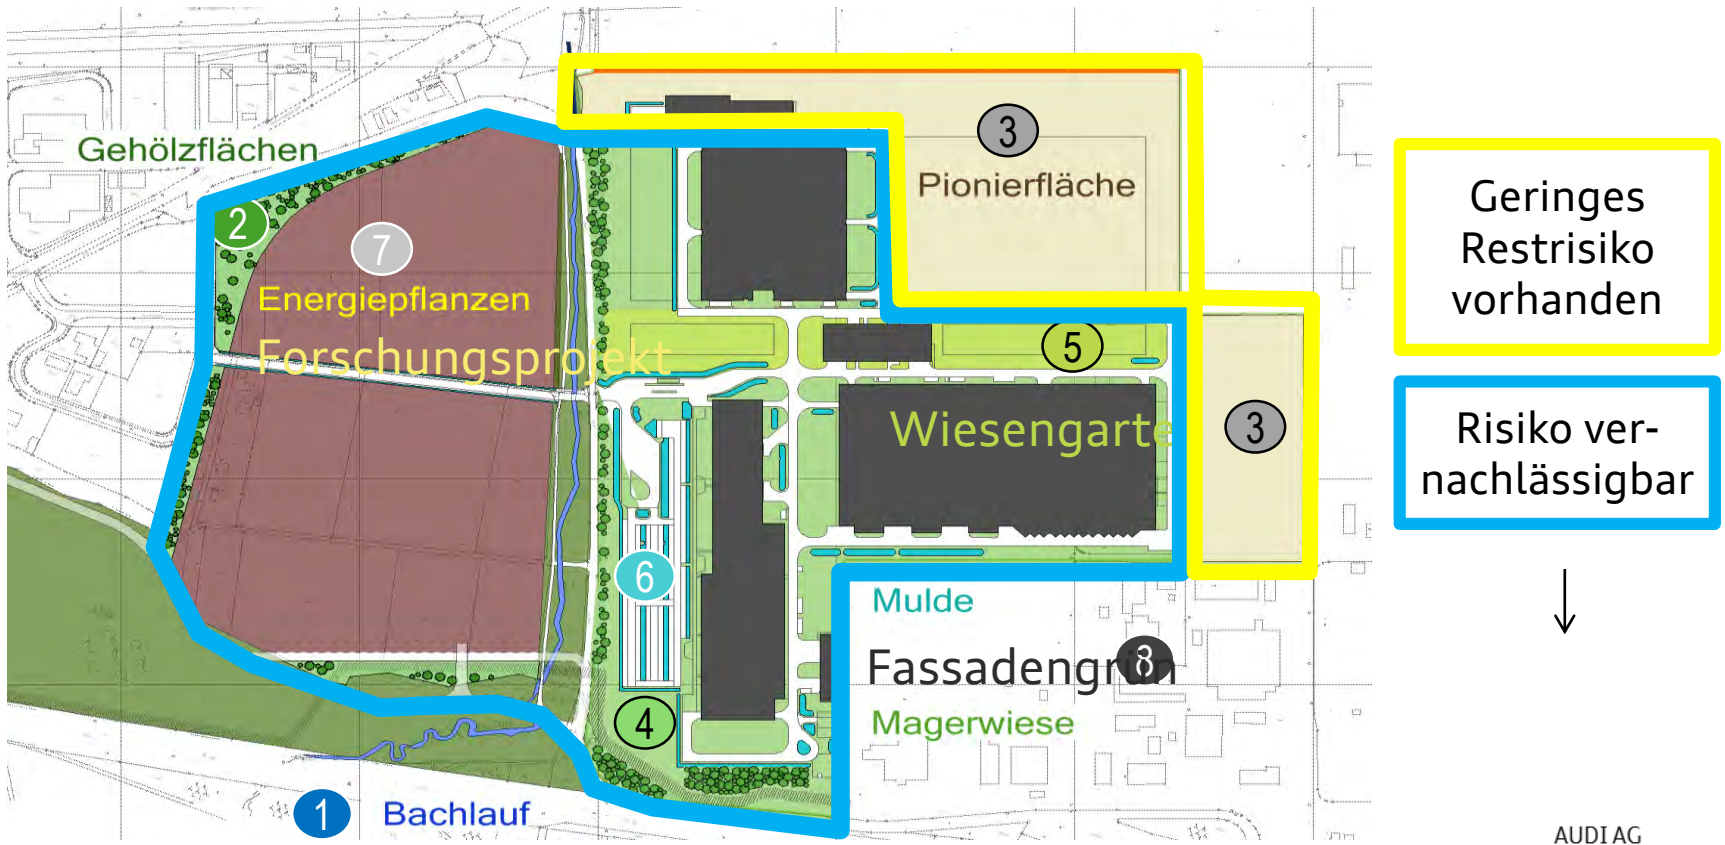 Gehölzflächen
2
7
Energiepflanzen
Forschungsprojekt
3
Pionierfläche
5
Wiesengarte
3
6
4
Mulde
Fassadengrün
8
Magerwiese
1
Bachlauf
Geringes
Restrisiko
vorhanden
Risiko ver-
nachlässigbar
AUDI AG